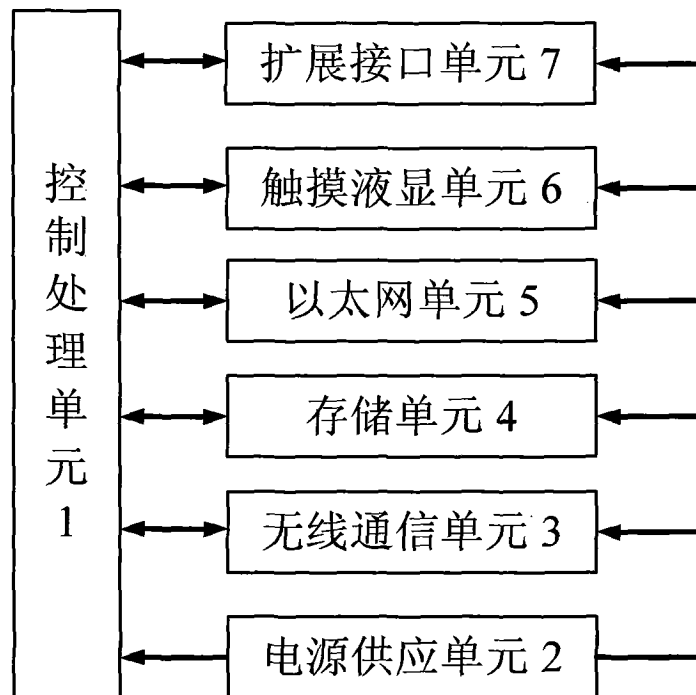 控制处理单元1
扩展接口单元 7
触摸液显单元 6
以太网单元 5
存储单元 4
无线通信单元 3
电源供应单元 2